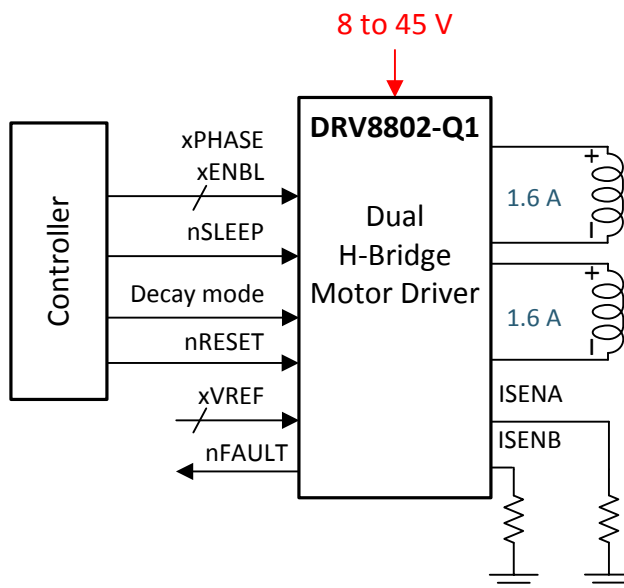 8 to 45 V
DRV8802-Q1
Dual
H-Bridge
Motor Driver
Controller
xPHASE
xENBL
nSLEEP
Decay mode
nRESET
xVREF
nFAULT
+
1.6 A
+
1.6 A
ISENA
ISENB